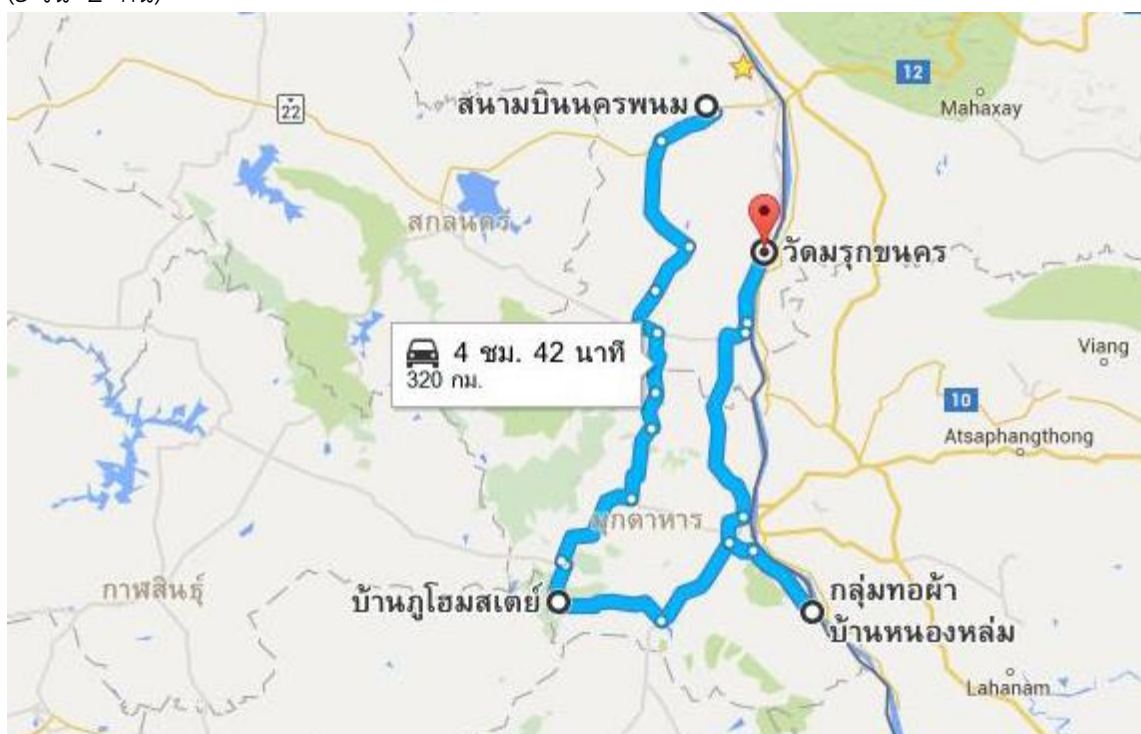 22
12
สนามบินนครพนม
Mahaxay
สกลนคร
วัดมรุกขนคร
4 ชม. 42 นาที
320 กม.
Viang
10
Atsaphangthong
มุกดาหาร
กาฬสินธุ์
บ้านภูโฮมสเตย์
กลุ่มทอผ้า
บ้านหนองหล่ม
Lahanam